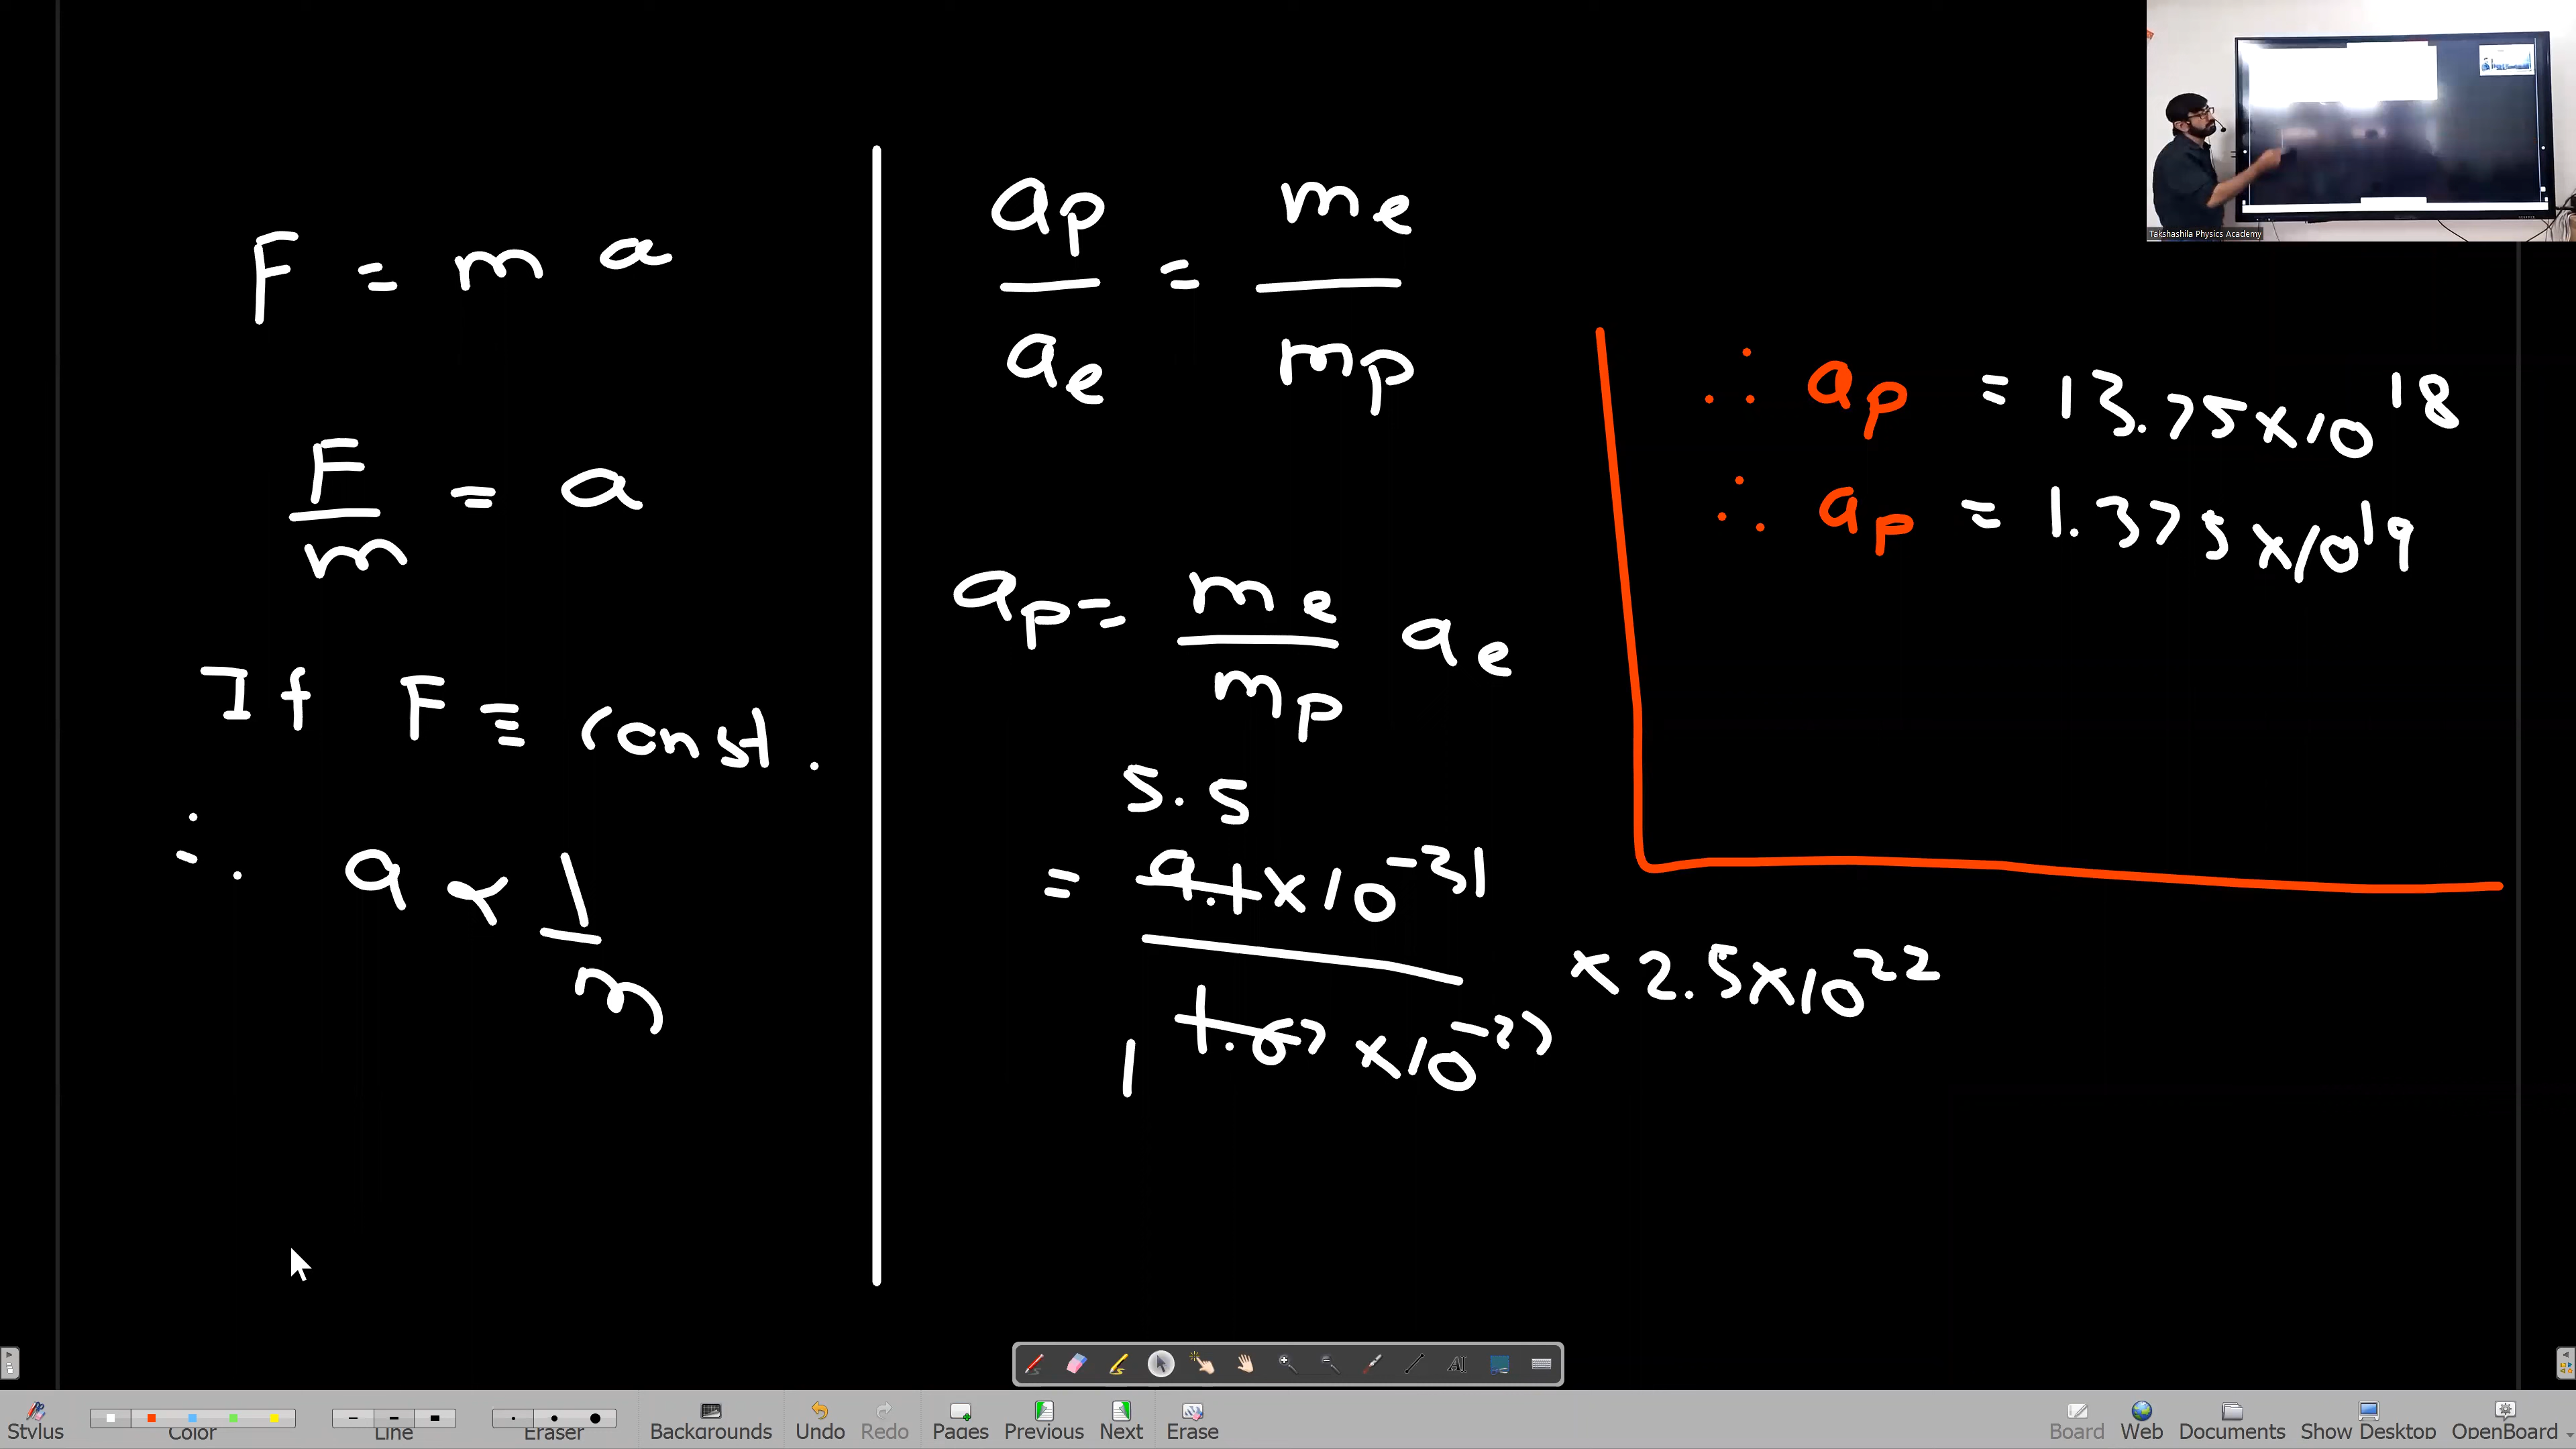 F = m a
F/m = a
If F ≡ const.
∴ a ∝ 1/m
ap/ae = me/mp
ap = me/mp ae
5.5
= 9.1×10⁻³¹
1 1.67×10⁻²⁷ × 2.5×10²²
∴ ap = 13.75×10¹⁸
∴ ap = 1.375×10¹⁹
Takshashila Physics Academy
Stylus Color Line Eraser Backgrounds Undo Redo Pages Previous Next Erase Board Web Documents Show Desktop OpenBoard